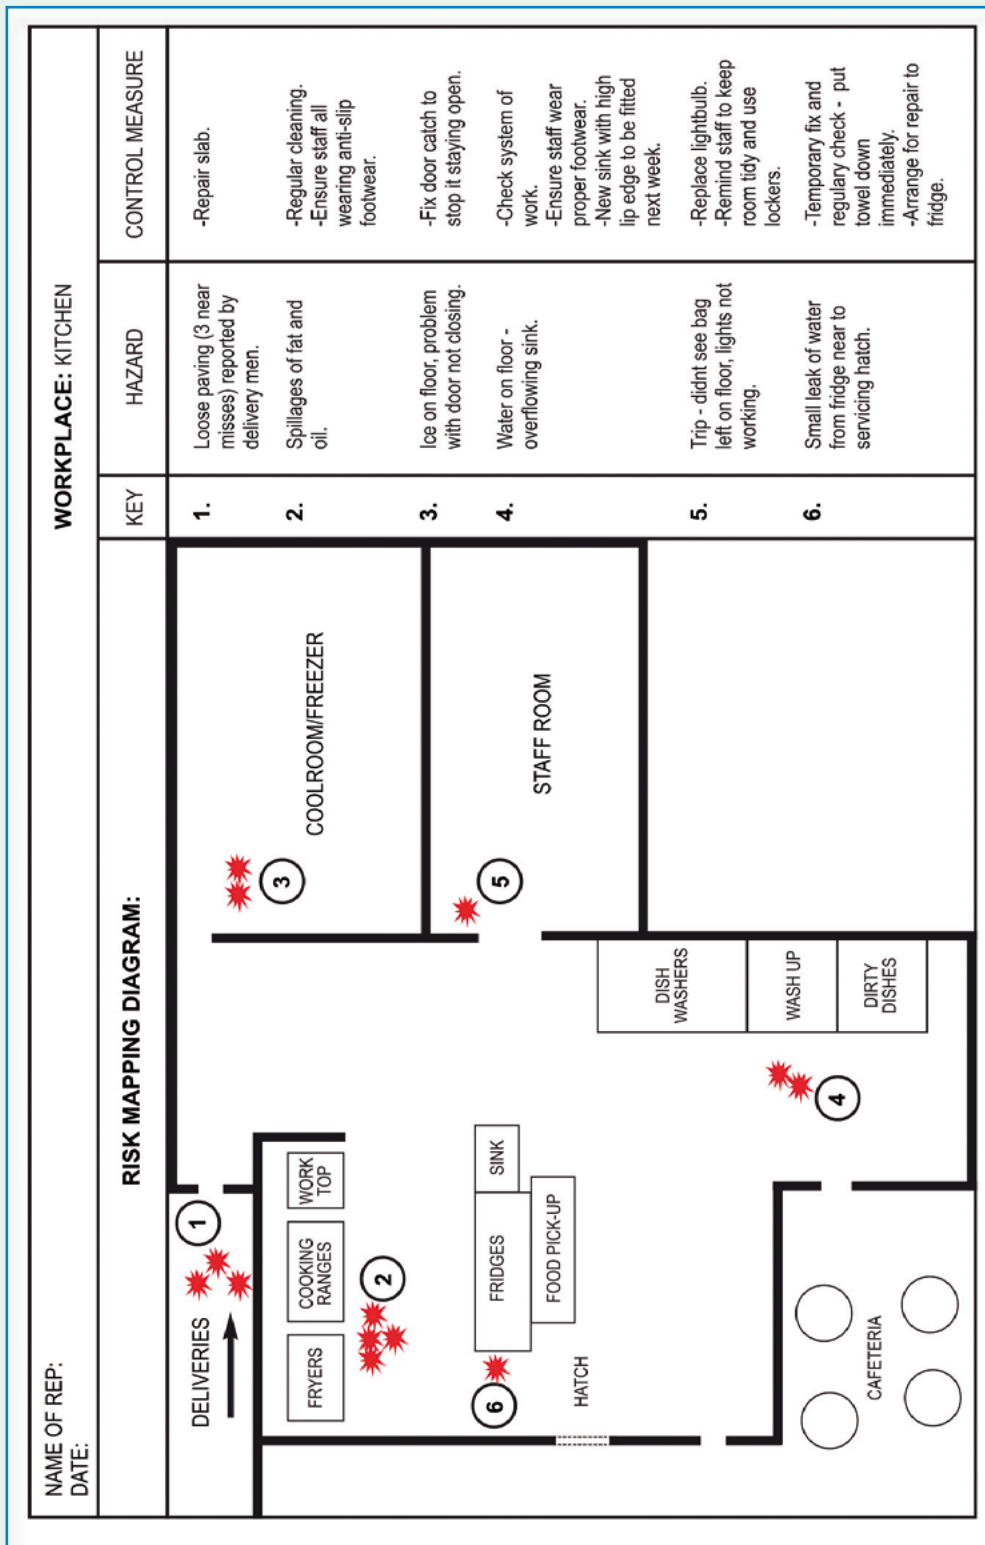 NAME OF REP:
DATE:
WORKPLACE: KITCHEN
RISK MAPPING DIAGRAM:
KEY
HAZARD
CONTROL MEASURE
DELIVERIES
1
FRYERS
COOKING
RANGES
WORK
TOP
2
3
COOLROOM/FREEZER
6
FRIDGES
SINK
FOOD PICK-UP
HATCH
5
STAFF ROOM
DISH
WASHERS
WASH UP
DIRTY
DISHES
4
CAFETERIA
1.
Loose paving (3 near
misses) reported by
delivery men.
-Repair slab.
2.
Spillages of fat and
oil.
-Regular cleaning.
-Ensure staff all
wearing anti-slip
footwear.
3.
Ice on floor, problem
with door not closing.
-Fix door catch to
stop it staying open.
4.
Water on floor -
overflowing sink.
-Check system of
work.
-Ensure staff wear
proper footwear.
-New sink with high
lip edge to be fitted
next week.
5.
Trip - didnt see bag
left on floor, lights not
working.
-Replace lightbulb.
-Remind staff to keep
room tidy and use
lockers.
6.
Small leak of water
from fridge near to
servicing hatch.
-Temporary fix and
regulary check - put
towel down
immediately.
-Arrange for repair to
fridge.